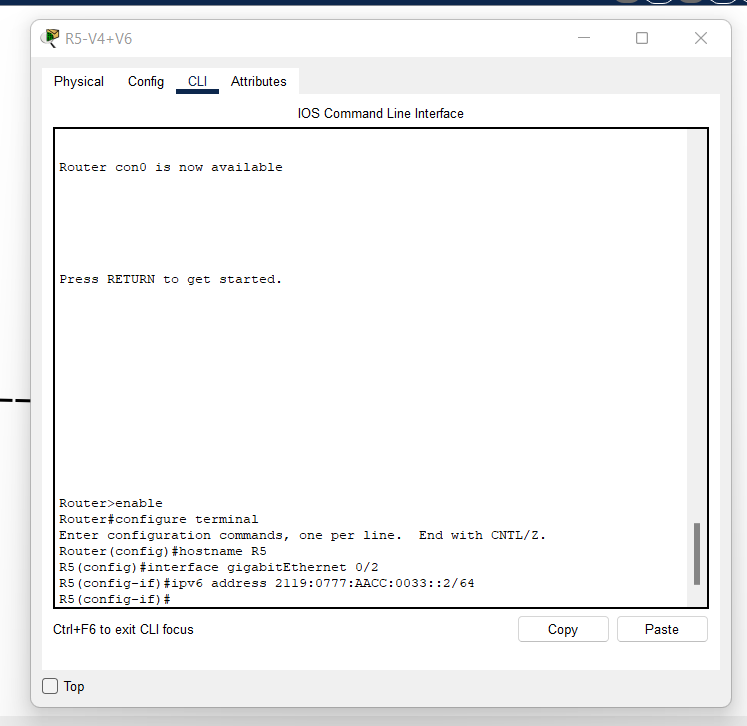 R5-V4+V6
Physical Config CLI Attributes
IOS Command Line Interface
Router con0 is now available
Press RETURN to get started.
Router>enable
Router#configure terminal
Enter configuration commands, one per line.  End with CNTL/Z.
Router(config)#hostname R5
R5(config)#interface gigabitEthernet 0/2
R5(config-if)#ipv6 address 2119:0777:AACC:0033::2/64
R5(config-if)#
Ctrl+F6 to exit CLI focus
Copy
Paste
Top